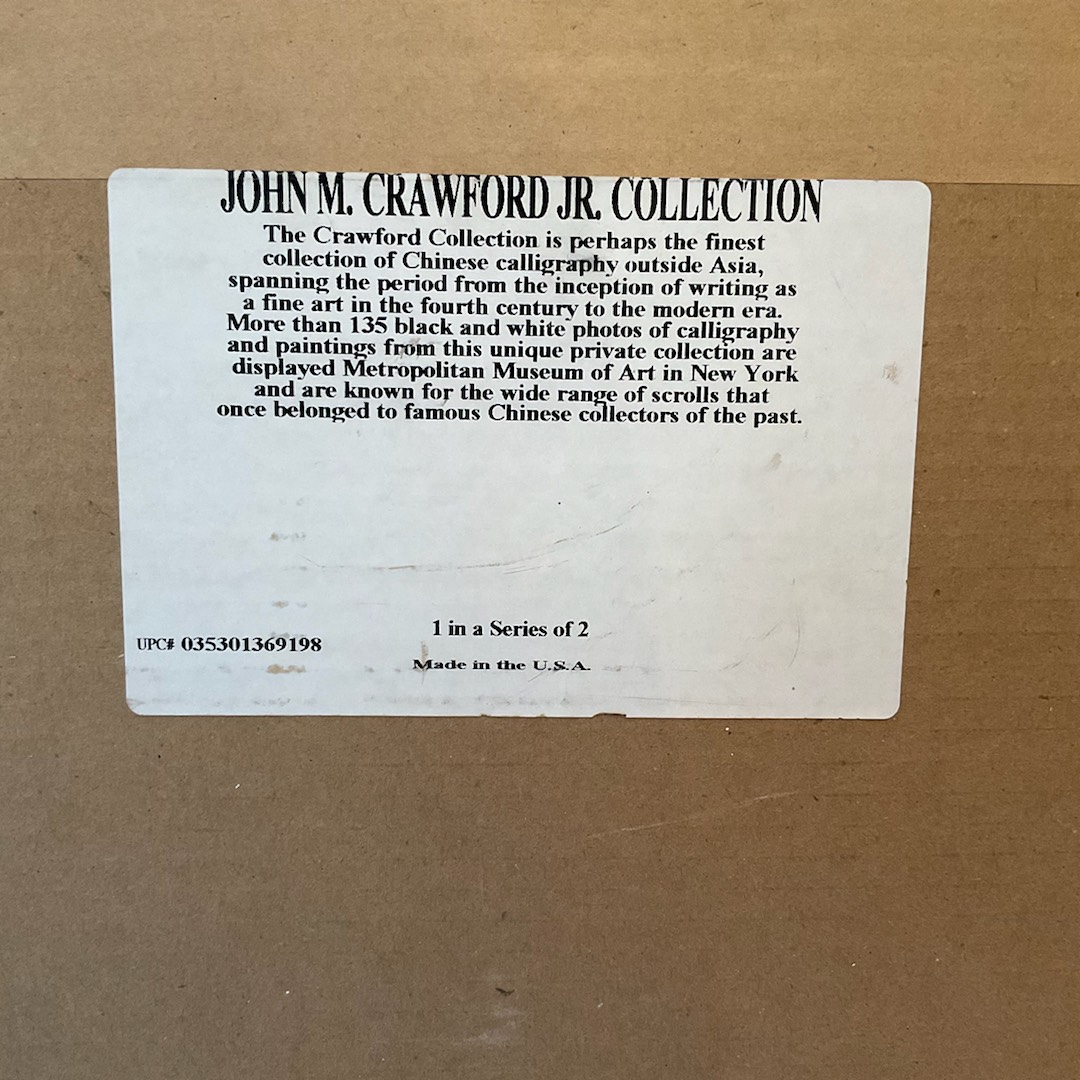 JOHN M. CRAWFORD JR. COLLECTION
The Crawford Collection is perhaps the finest
collection of Chinese calligraphy outside Asia,
spanning the period from the inception of writing as
a fine art in the fourth century to the modern era.
More than 135 black and white photos of calligraphy
and paintings from this unique private collection are
displayed Metropolitan Museum of Art in New York
and are known for the wide range of scrolls that
once belonged to famous Chinese collectors of the past.
1 in a Series of 2
UPC# 035301369198
Made in the U.S.A.